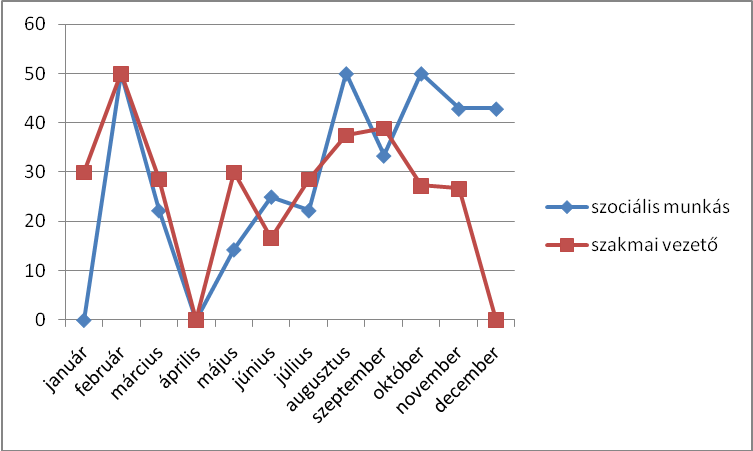 60
50
40
30
20
10
0
január
február
március
április
május
június
július
augusztus
szeptember
október
november
december
szociális munkás
szakmai vezető